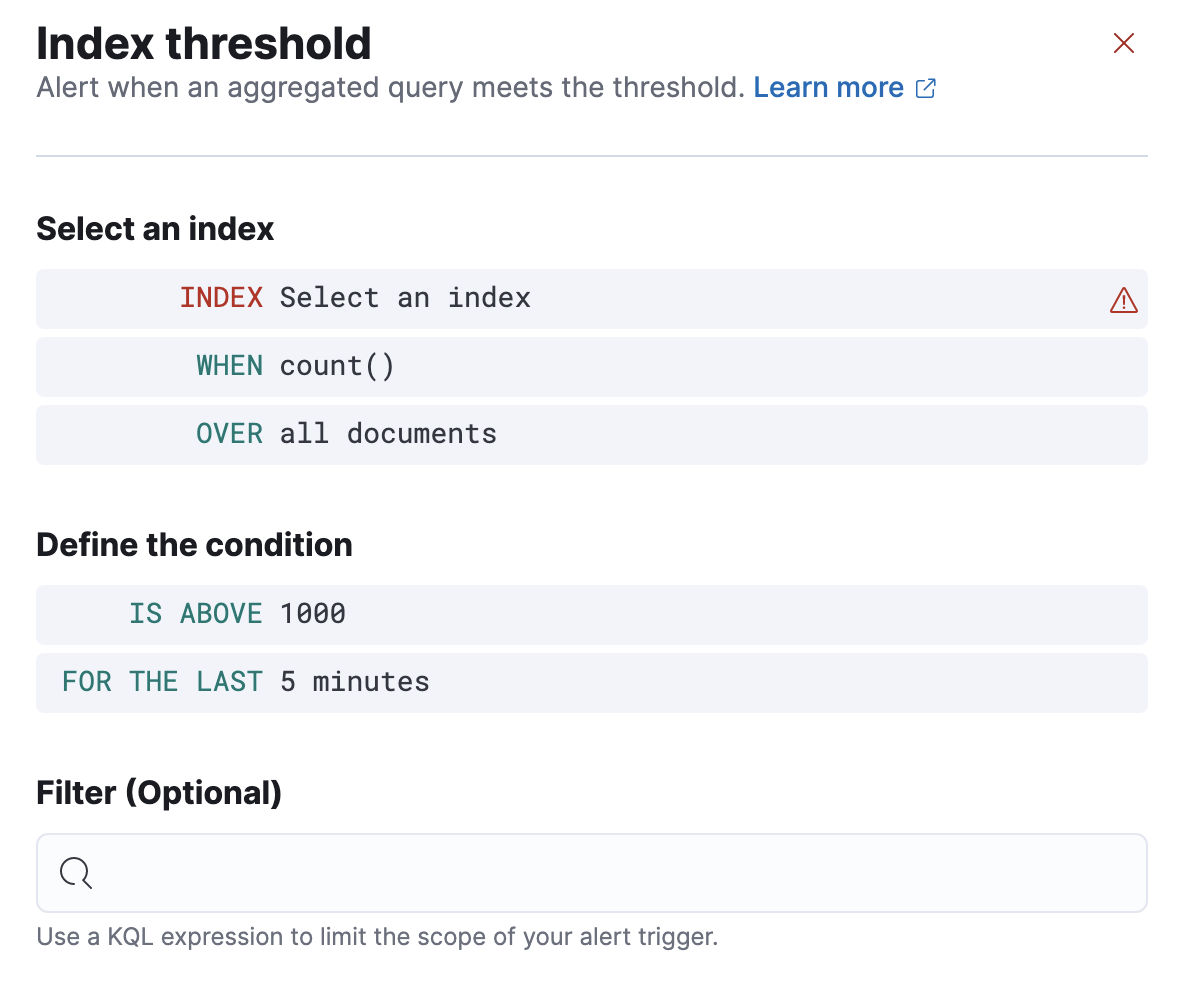 Index threshold
Alert when an aggregated query meets the threshold. Learn more
Select an index
INDEX Select an index
WHEN count()
OVER all documents
Define the condition
IS ABOVE 1000
FOR THE LAST 5 minutes
Filter (Optional)
Use a KQL expression to limit the scope of your alert trigger.